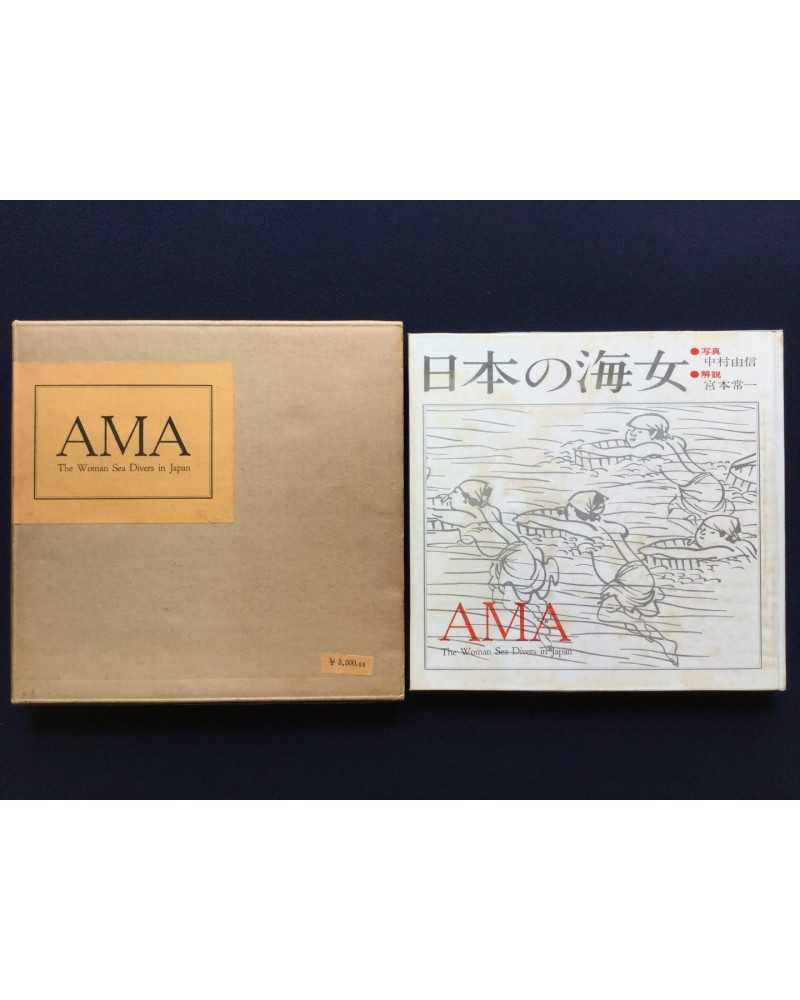 AMA
The Woman Sea Divers in Japan
¥ 3,000.44
日本の海女
●写真
中村由信
●解説
宮本常一
AMA
The Woman Sea Divers in Japan